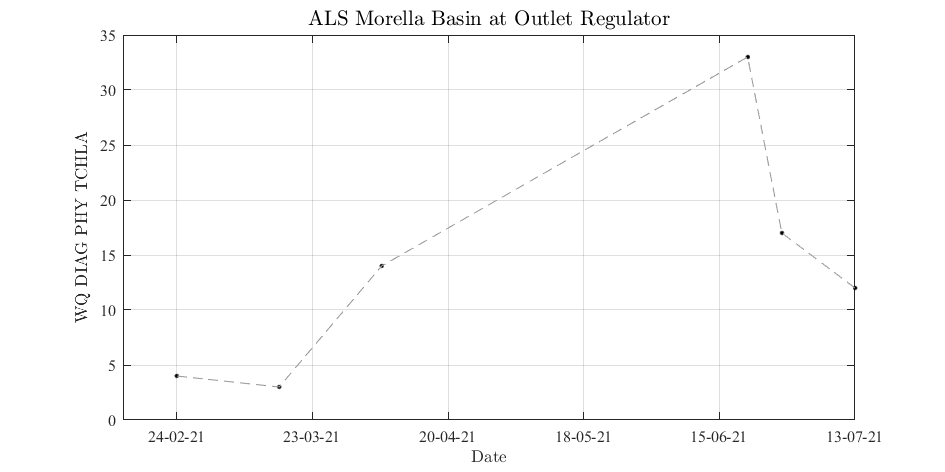 ALS Morella Basin at Outlet Regulator
WQ DIAG PHY TCHLA
35
30
25
20
15
10
5
0
24-02-21 23-03-21 20-04-21 18-05-21 15-06-21 13-07-21
Date